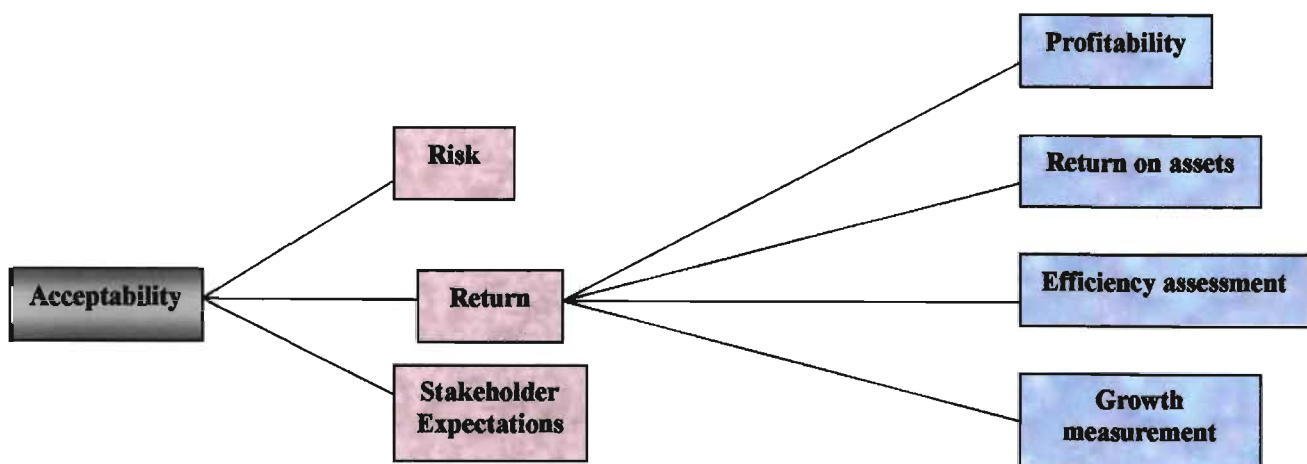 Acceptability
Risk
Return
Stakeholder
Expectations
Profitability
Return on assets
Efficiency assessment
Growth
measurement